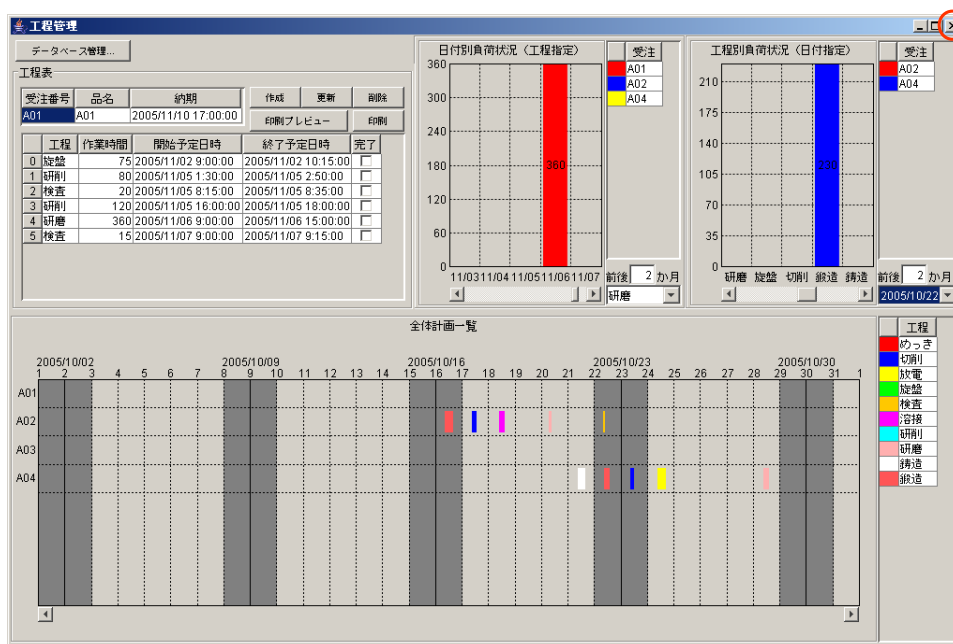 工程管理
データベース管理...
工程表
受注番号 品名 納期
A01 A01 2005/11/10 17:00:00
作成 更新 削除
印刷プレビュー 印刷
工程 作業時間 開始予定日時 終了予定日時 完了
0 旋盤 75 2005/11/02 9:00:00 2005/11/02 10:15:00
1 研削 80 2005/11/05 1:30:00 2005/11/05 2:50:00
2 検査 20 2005/11/05 8:15:00 2005/11/05 8:35:00
3 研削 120 2005/11/05 16:00:00 2005/11/05 18:00:00
4 研磨 360 2005/11/06 9:00:00 2005/11/06 15:00:00
5 検査 15 2005/11/07 9:00:00 2005/11/07 9:15:00
日付別負荷状況（工程指定）
360
300
240
180
120
60
0
360
11/03 11/04 11/05 11/06 11/07
受注
A01
A02
A04
前後 2 か月
研磨
工程別負荷状況（日付指定）
210
175
140
105
70
35
0
230
研磨 旋盤 切削 鍛造 鋳造
受注
A02
A04
前後 2 か月
2005/10/22
全体計画一覧
2005/10/02 2005/10/09 2005/10/16 2005/10/23 2005/10/30
1 2 3 4 5 6 7 8 9 10 11 12 13 14 15 16 17 18 19 20 21 22 23 24 25 26 27 28 29 30 31 1
A01
A02
A03
A04
工程
めっき
切削
放電
旋盤
検査
溶接
研削
研磨
鋳造
鍛造